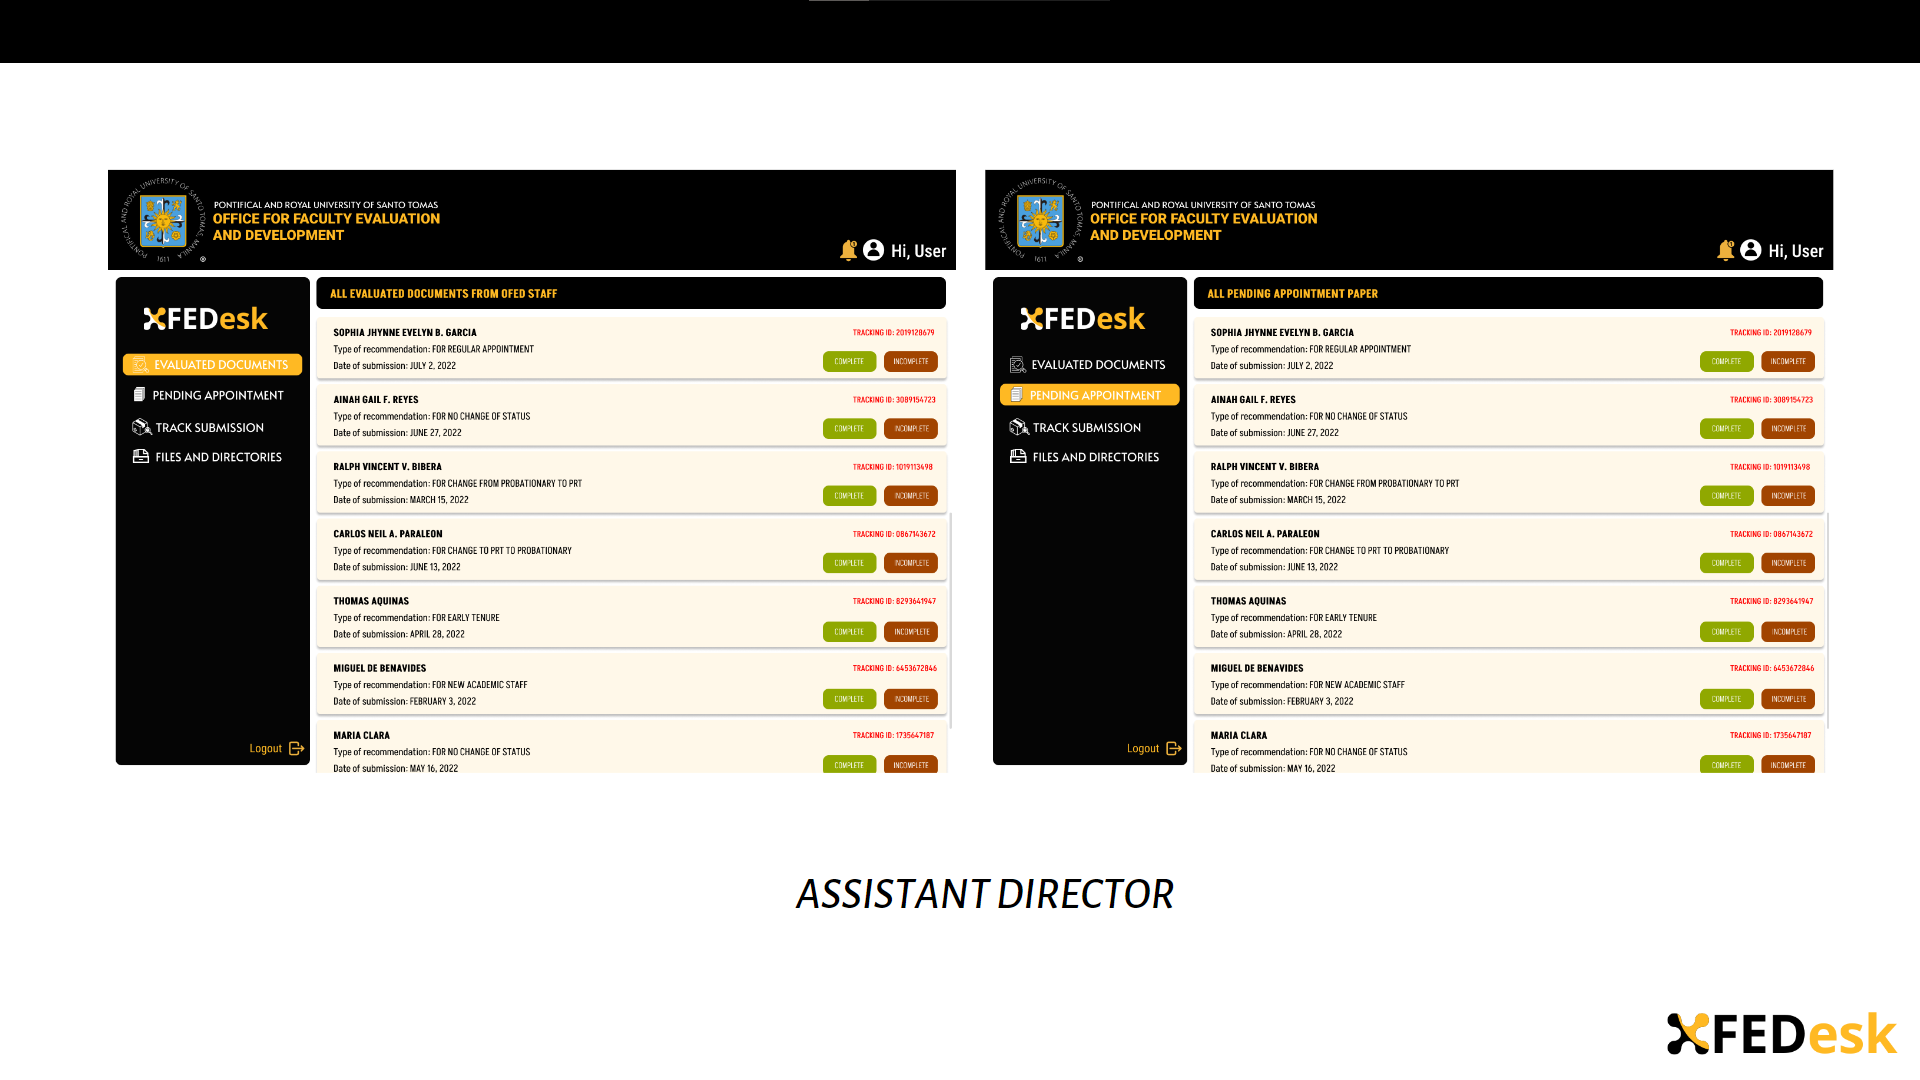 PONTIFICAL AND ROYAL UNIVERSITY OF SANTO TOMAS, MANILA
1611
®
PONTIFICAL AND ROYAL UNIVERSITY OF SANTO TOMAS
OFFICE FOR FACULTY EVALUATION
AND DEVELOPMENT
Hi, User
FEDesk
EVALUATED DOCUMENTS
PENDING APPOINTMENT
TRACK SUBMISSION
FILES AND DIRECTORIES
Logout
ALL EVALUATED DOCUMENTS FROM OFED STAFF
SOPHIA JHYNNE EVELYN B. GARCIA
TRACKING ID: 2019128679
Type of recommendation: FOR REGULAR APPOINTMENT
Date of submission: JULY 2, 2022
COMPLETE INCOMPLETE
AINAH GAIL F. REYES
TRACKING ID: 3089154723
Type of recommendation: FOR NO CHANGE OF STATUS
Date of submission: JUNE 27, 2022
COMPLETE INCOMPLETE
RALPH VINCENT V. BIBERA
TRACKING ID: 1019113498
Type of recommendation: FOR CHANGE FROM PROBATIONARY TO PRT
Date of submission: MARCH 15, 2022
COMPLETE INCOMPLETE
CARLOS NEIL A. PARALEON
TRACKING ID: 0867143672
Type of recommendation: FOR CHANGE TO PRT TO PROBATIONARY
Date of submission: JUNE 13, 2022
COMPLETE INCOMPLETE
THOMAS AQUINAS
TRACKING ID: 8293641947
Type of recommendation: FOR EARLY TENURE
Date of submission: APRIL 28, 2022
COMPLETE INCOMPLETE
MIGUEL DE BENAVIDES
TRACKING ID: 6453672846
Type of recommendation: FOR NEW ACADEMIC STAFF
Date of submission: FEBRUARY 3, 2022
COMPLETE INCOMPLETE
MARIA CLARA
TRACKING ID: 1735647187
Type of recommendation: FOR NO CHANGE OF STATUS
Date of submission: MAY 16, 2022
COMPLETE INCOMPLETE
PONTIFICAL AND ROYAL UNIVERSITY OF SANTO TOMAS, MANILA
1611
®
PONTIFICAL AND ROYAL UNIVERSITY OF SANTO TOMAS
OFFICE FOR FACULTY EVALUATION
AND DEVELOPMENT
Hi, User
FEDesk
EVALUATED DOCUMENTS
PENDING APPOINTMENT
TRACK SUBMISSION
FILES AND DIRECTORIES
Logout
ALL PENDING APPOINTMENT PAPER
SOPHIA JHYNNE EVELYN B. GARCIA
TRACKING ID: 2019128679
Type of recommendation: FOR REGULAR APPOINTMENT
Date of submission: JULY 2, 2022
COMPLETE INCOMPLETE
AINAH GAIL F. REYES
TRACKING ID: 3089154723
Type of recommendation: FOR NO CHANGE OF STATUS
Date of submission: JUNE 27, 2022
COMPLETE INCOMPLETE
RALPH VINCENT V. BIBERA
TRACKING ID: 1019113498
Type of recommendation: FOR CHANGE FROM PROBATIONARY TO PRT
Date of submission: MARCH 15, 2022
COMPLETE INCOMPLETE
CARLOS NEIL A. PARALEON
TRACKING ID: 0867143672
Type of recommendation: FOR CHANGE TO PRT TO PROBATIONARY
Date of submission: JUNE 13, 2022
COMPLETE INCOMPLETE
THOMAS AQUINAS
TRACKING ID: 8293641947
Type of recommendation: FOR EARLY TENURE
Date of submission: APRIL 28, 2022
COMPLETE INCOMPLETE
MIGUEL DE BENAVIDES
TRACKING ID: 6453672846
Type of recommendation: FOR NEW ACADEMIC STAFF
Date of submission: FEBRUARY 3, 2022
COMPLETE INCOMPLETE
MARIA CLARA
TRACKING ID: 1735647187
Type of recommendation: FOR NO CHANGE OF STATUS
Date of submission: MAY 16, 2022
COMPLETE INCOMPLETE
ASSISTANT DIRECTOR
FEDesk